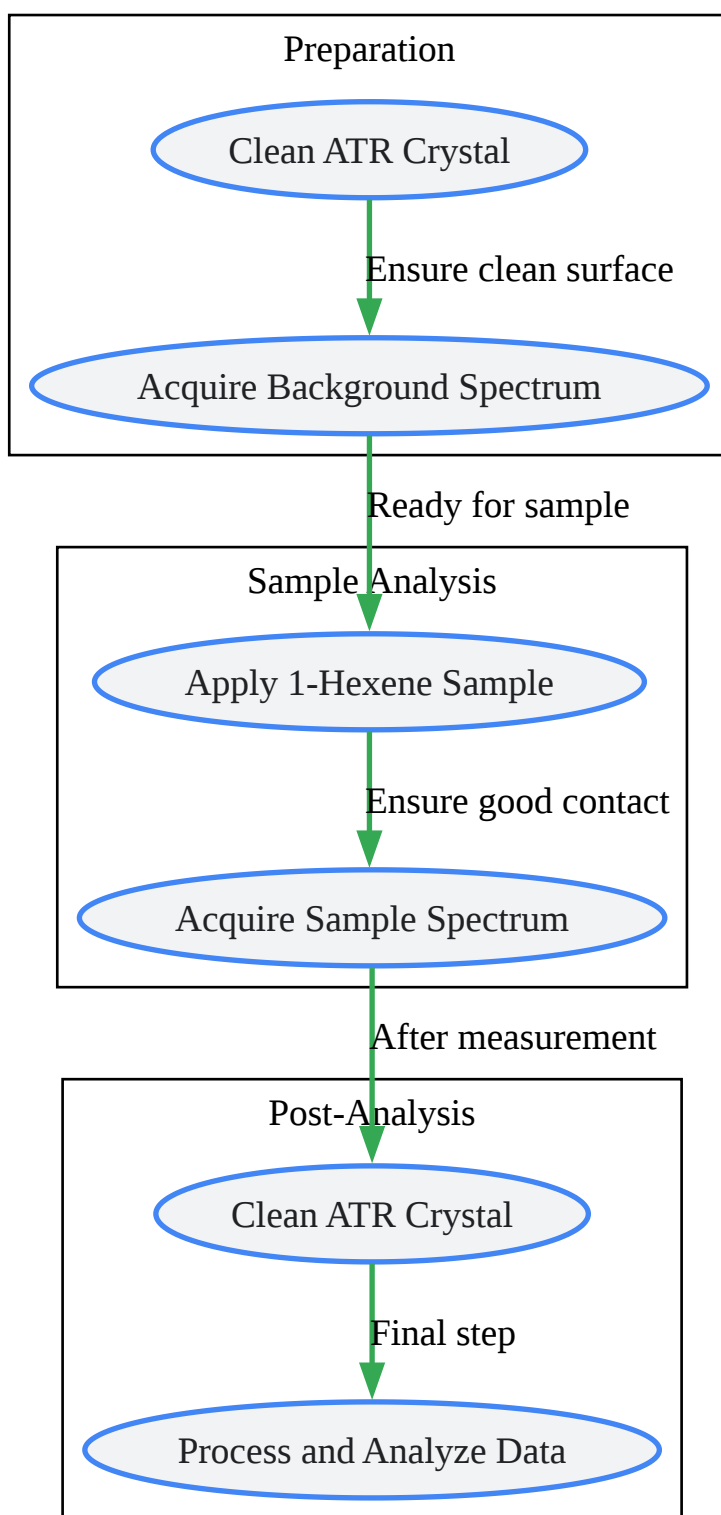 Preparation
Clean ATR Crystal
Ensure clean surface
Acquire Background Spectrum
Ready for sample
Sample Analysis
Apply 1-Hexene Sample
Ensure good contact
Acquire Sample Spectrum
After measurement
Post-Analysis
Clean ATR Crystal
Final step
Process and Analyze Data